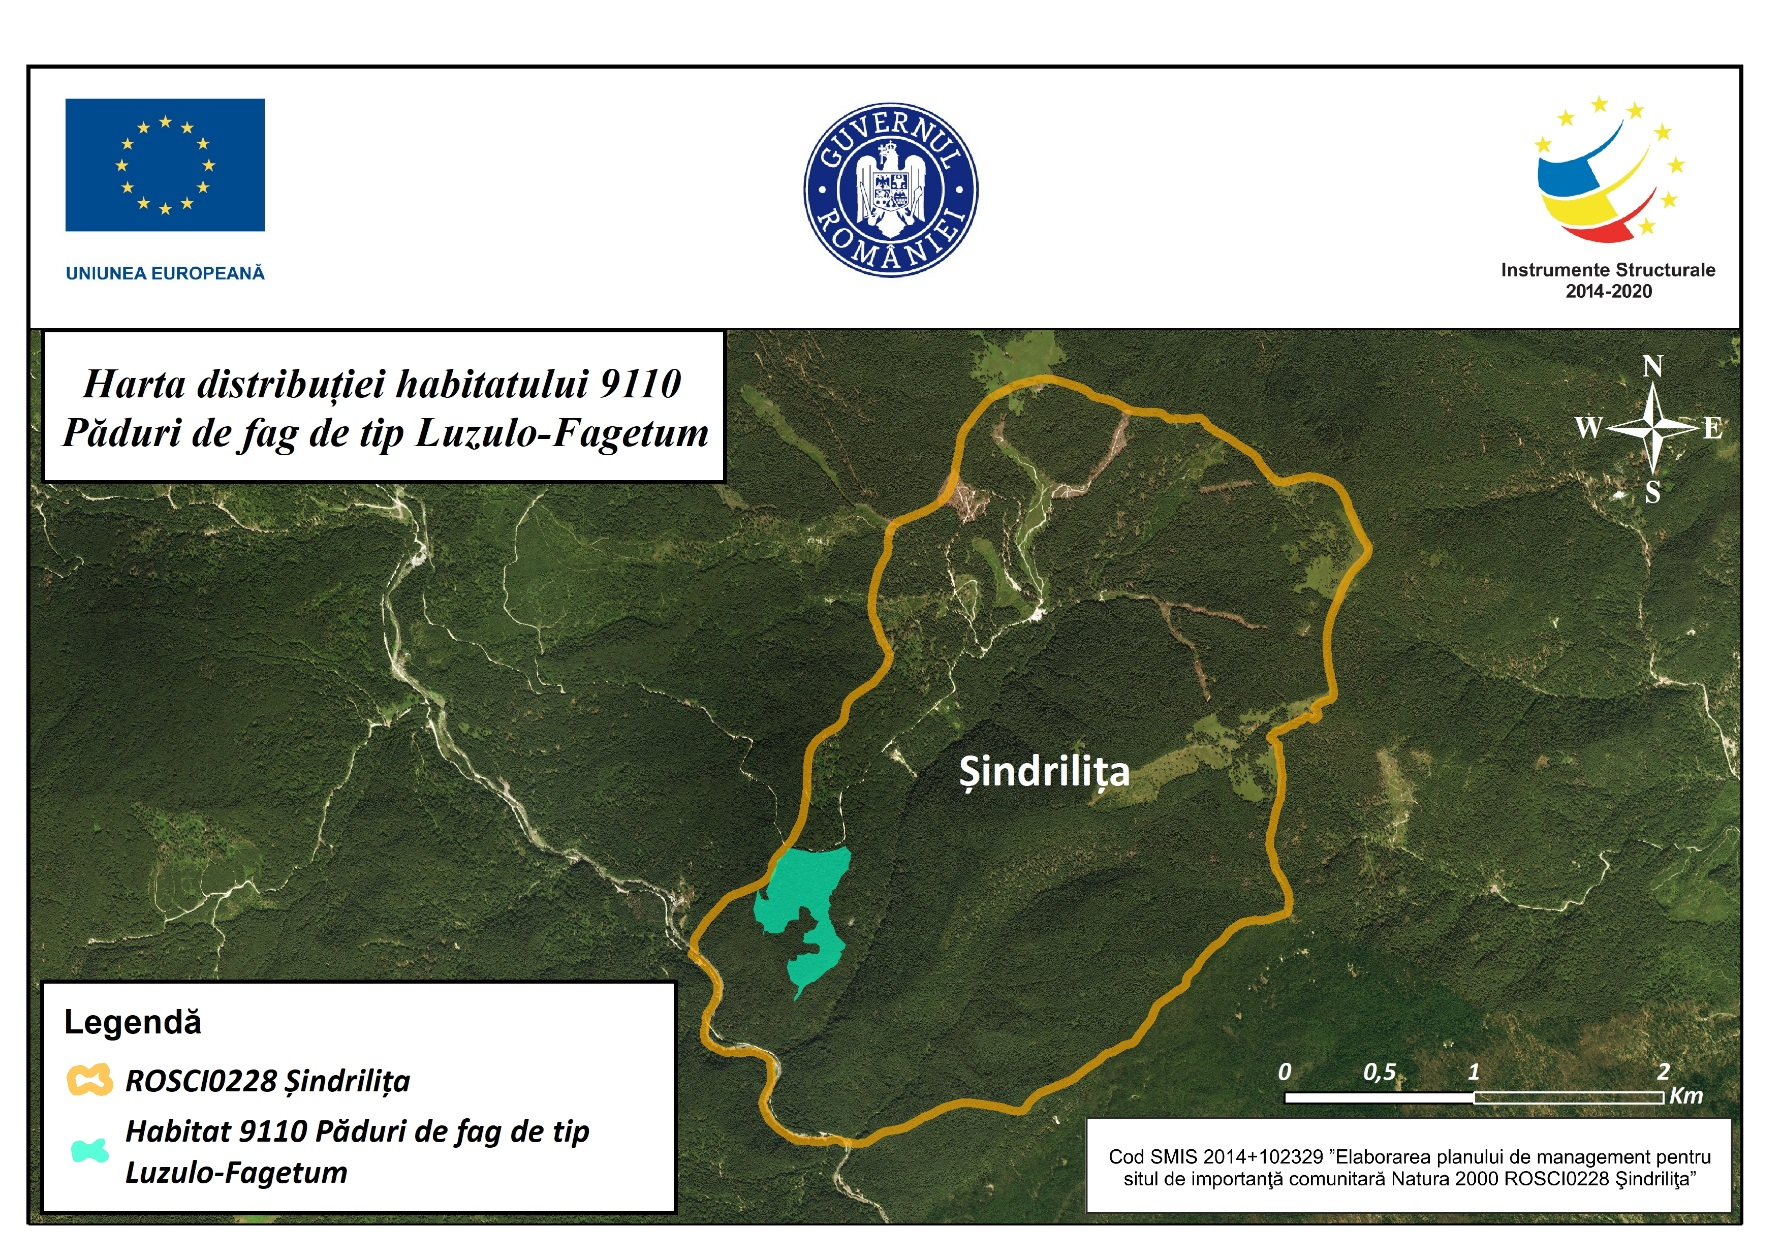 UNIUNEA EUROPEANĂ
GUVERNUL ROMÂNIEI
Instrumente Structurale
2014-2020
Harta distribuției habitatului 9110
Păduri de fag de tip Luzulo-Fagetum
N
W E
S
Șindrilița
Legendă
ROSCI0228 Șindrilița
Habitat 9110 Păduri de fag de tip
Luzulo-Fagetum
0 0,5 1 2
Km
Cod SMIS 2014+102329 ”Elaborarea planului de management pentru
situl de importanţă comunitară Natura 2000 ROSCI0228 Şindriliţa”